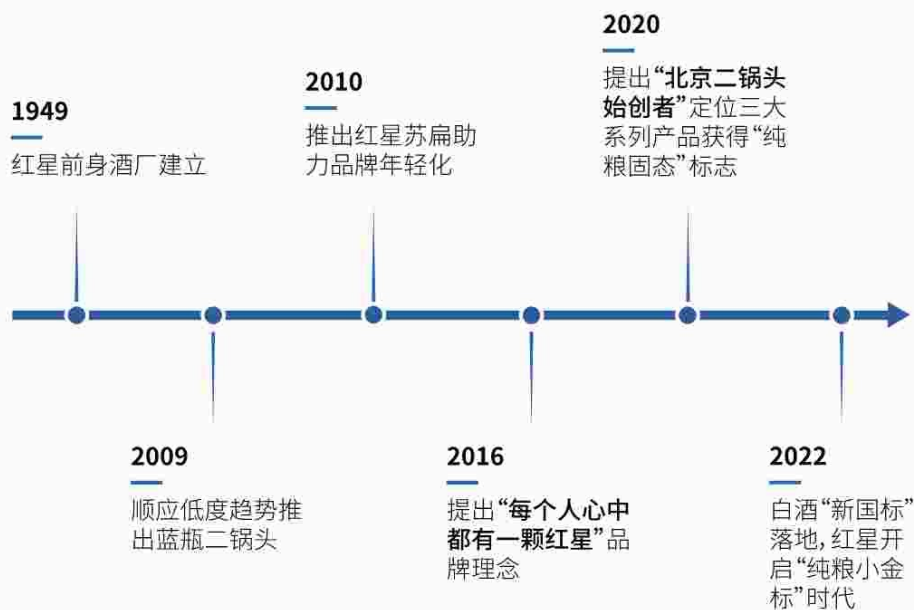 1949
红星前身酒厂建立
2009
顺应低度趋势推
出蓝瓶二锅头
2010
推出红星苏扁助
力品牌年轻化
2016
提出“每个人心中
都有一颗红星”品
牌理念
2020
提出“北京二锅头
始创者”定位三大
系列产品获得“纯
粮固态”标志
2022
白酒“新国标”
落地,红星开
启“纯粮小金
标”时代